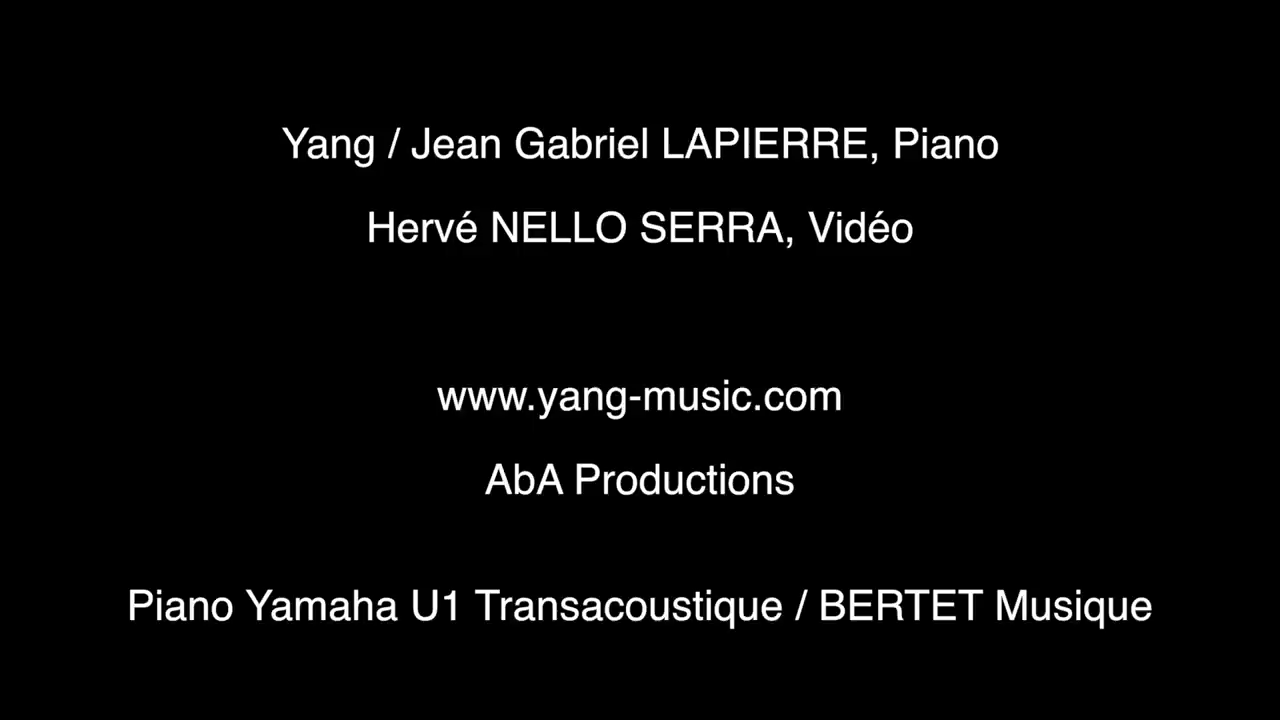 Yang / Jean Gabriel LAPIERRE, Piano
Hervé NELLO SERRA, Vidéo
www.yang-music.com
AbA Productions
Piano Yamaha U1 Transacoustique / BERTET Musique